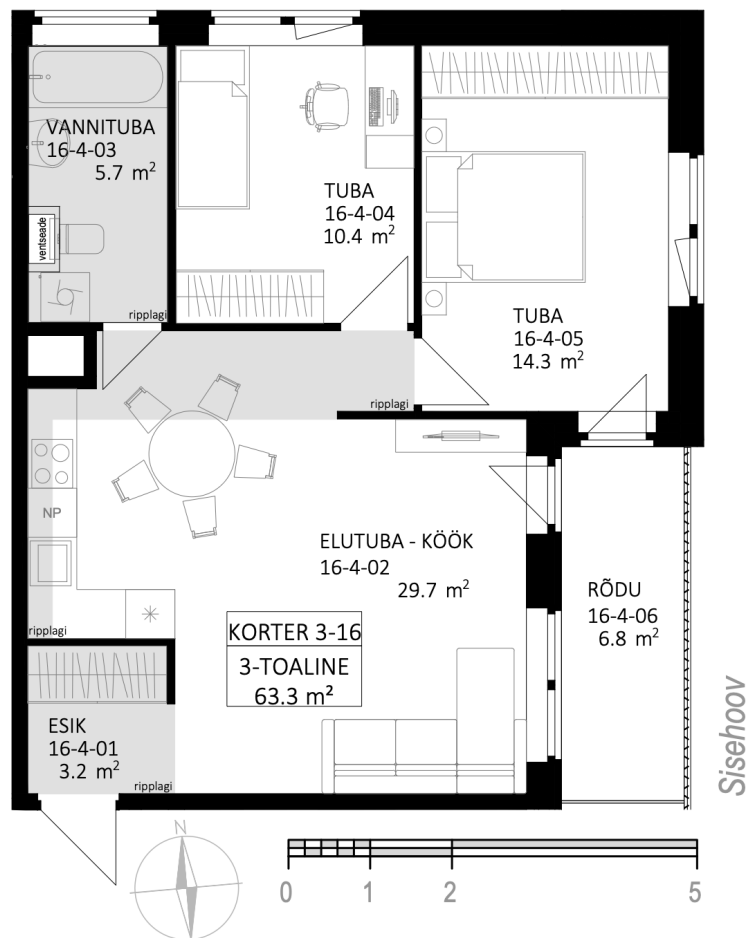 VANNITUBA
16-4-03
5.7 m²
ventseade
ripplagi
TUBA
16-4-04
10.4 m²
TUBA
16-4-05
14.3 m²
ripplagi
NP
ELUTUBA - KÖÖK
16-4-02
29.7 m²
ripplagi
KORTER 3-16
3-TOALINE
63.3 m²
RÕDU
16-4-06
6.8 m²
ESIK
16-4-01
3.2 m²
ripplagi
Sisehoov
N
0 1 2 5